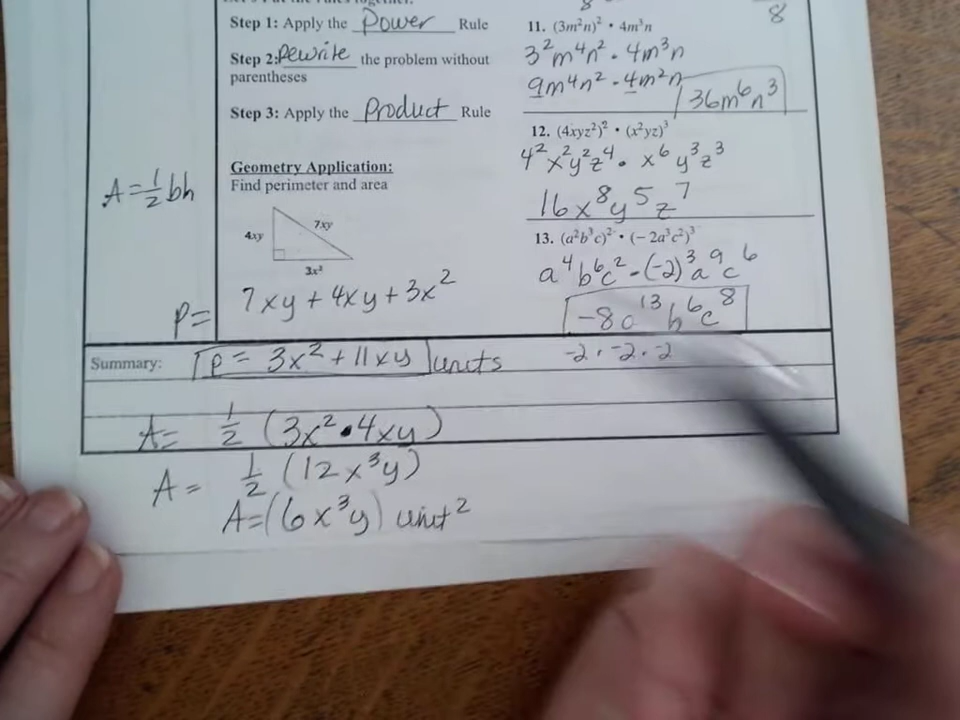 Step 1: Apply the Power Rule
Step 2: Rewrite the problem without
parentheses
Step 3: Apply the Product Rule
Geometry Application:
Find perimeter and area
4xy
7xy
3x²
A = 1/2 bh
P = 7xy + 4xy + 3x²
8
8
11. (3m²n)² • 4m³n
3²m⁴n² • 4m³n
9m⁴n² • 4m²n
36m⁶n³
12. (4xyz²)² • (x²yz)³
4²x²y²z⁴ • x⁶y³z³
16x⁸y⁵z⁷
13. (a²b³c)² • (−2a³c²)³
a⁴b⁶c² • (−2)³a⁹c⁶
−8a¹³b⁶c⁸
−2 • −2 • −2
Summary: P = 3x² + 11xy units
A = 1/2 (3x² • 4xy)
A = 1/2 (12x³y)
A = (6x³y) unit²